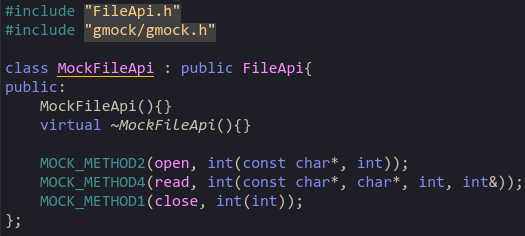 #include "FileApi.h"
#include "gmock/gmock.h"
class MockFileApi : public FileApi{
public:
MockFileApi(){}
virtual ~MockFileApi(){}
MOCK_METHOD2(open, int(const char*, int));
MOCK_METHOD4(read, int(const char*, char*, int, int&));
MOCK_METHOD1(close, int(int));
};